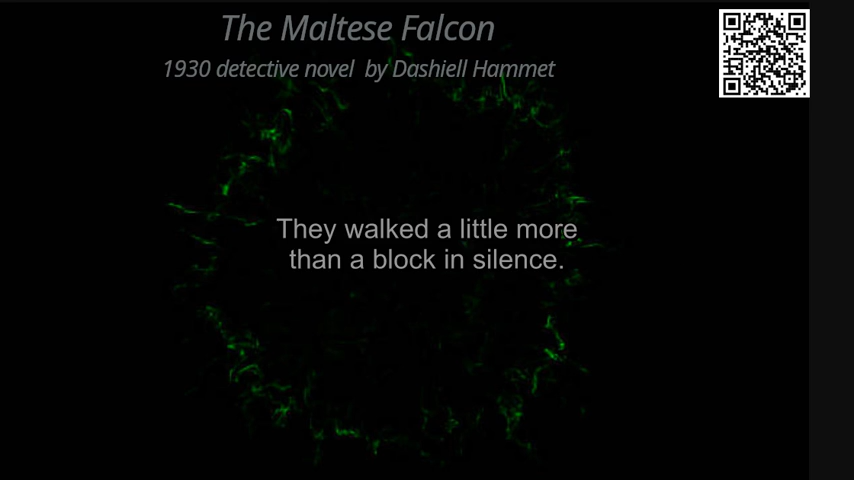 The Maltese Falcon
1930 detective novel by Dashiell Hammet
They walked a little more
than a block in silence.